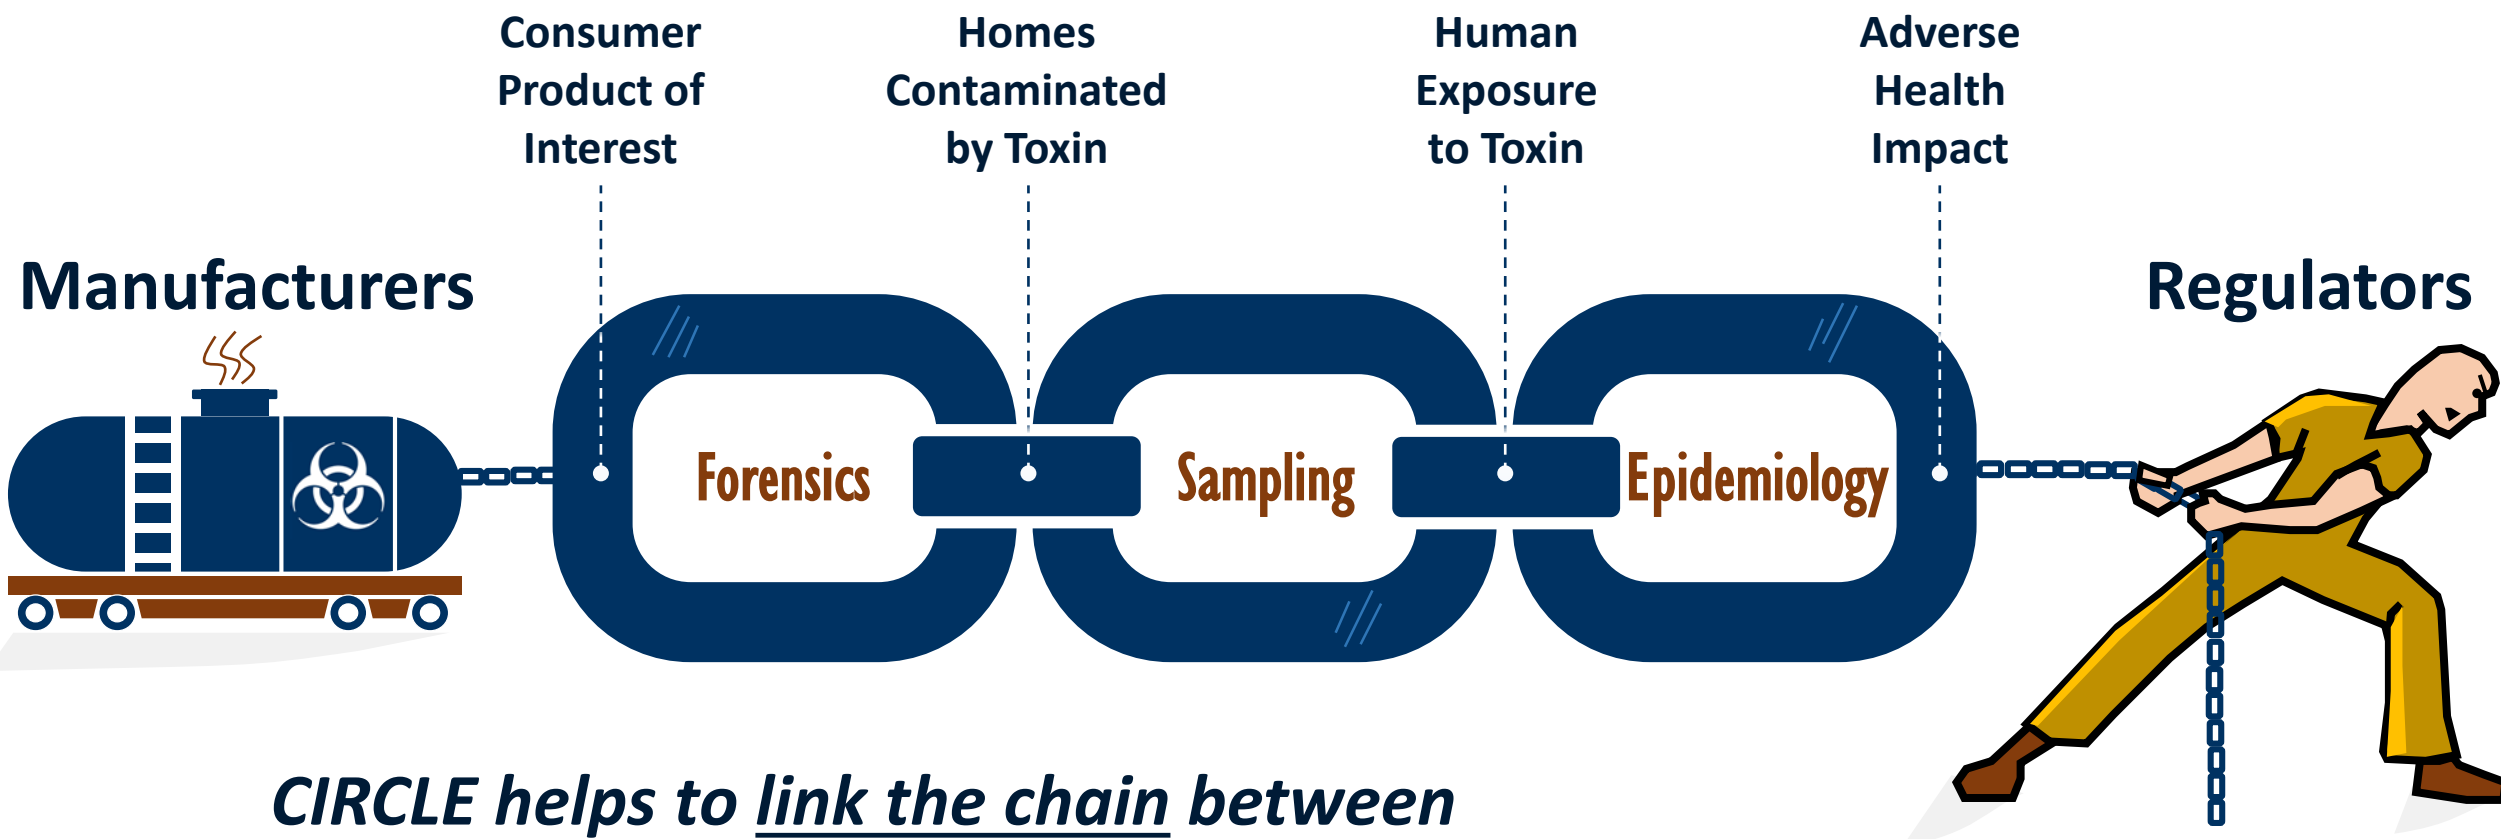 Consumer
Product of
Interest
Homes
Contaminated
by Toxin
Human
Exposure
to Toxin
Adverse
Health
Impact
Manufacturers
Regulators
Forensics
Sampling
Epidemiology
CIRCLE helps to link the chain between